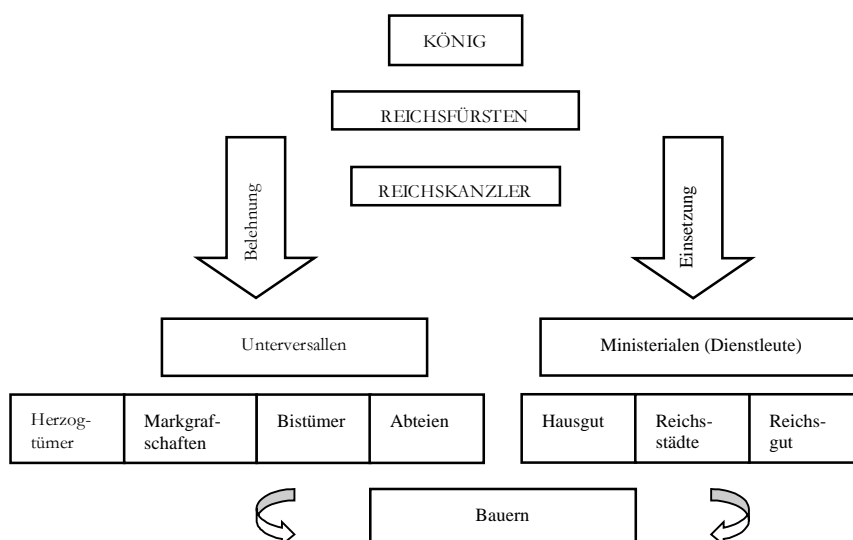 KÖNIG
REICHSFÜRSTEN
REICHSKANZLER
Belehnung
Einsetzung
Unterversallen
Ministerialen (Dienstleute)
Herzog-
tümer
Markgraf-
schaften
Bistümer
Abteien
Hausgut
Reichs-
städte
Reichs-
gut
Bauern